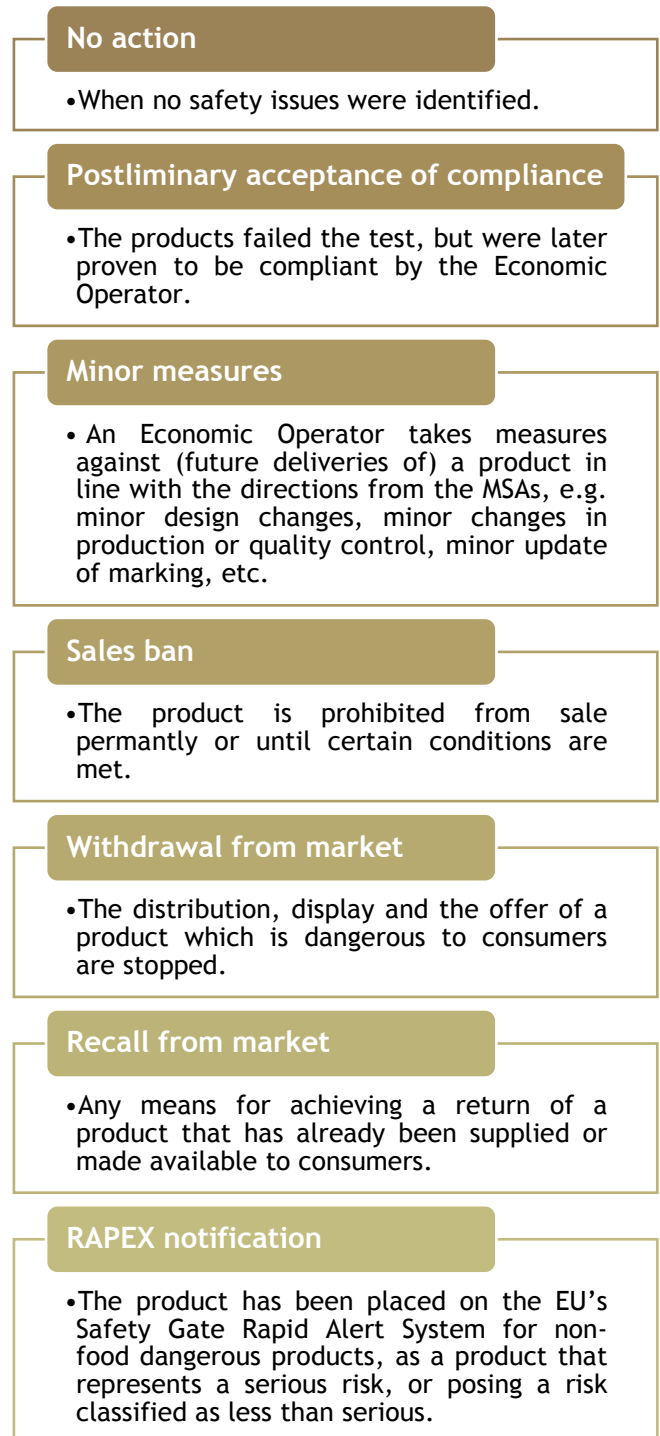 No action
•When no safety issues were identified.
Postliminary acceptance of compliance
•The products failed the test, but were later
proven to be compliant by the Economic
Operator.
Minor measures
• An Economic Operator takes measures
against (future deliveries of) a product in
line with the directions from the MSAs, e.g.
minor design changes, minor changes in
production or quality control, minor update
of marking, etc.
Sales ban
•The product is prohibited from sale
permantly or until certain conditions are
met.
Withdrawal from market
•The distribution, display and the offer of a
product which is dangerous to consumers
are stopped.
Recall from market
•Any means for achieving a return of a
product that has already been supplied or
made available to consumers.
RAPEX notification
•The product has been placed on the EU’s
Safety Gate Rapid Alert System for non-
food dangerous products, as a product that
represents a serious risk, or posing a risk
classified as less than serious.